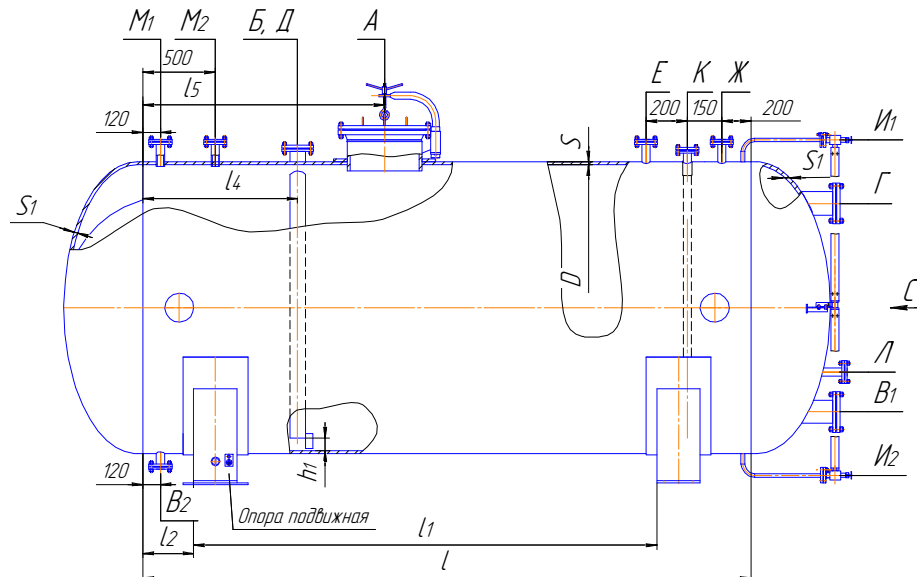 М1 М2 Б, Д А
500
l5
Е К Ж
120
200 150 200
И1
S
S1
l4
Г
S1
D
С
Л
В1
h1
120
И2
В2
Опора подвижная
l2
l1
l